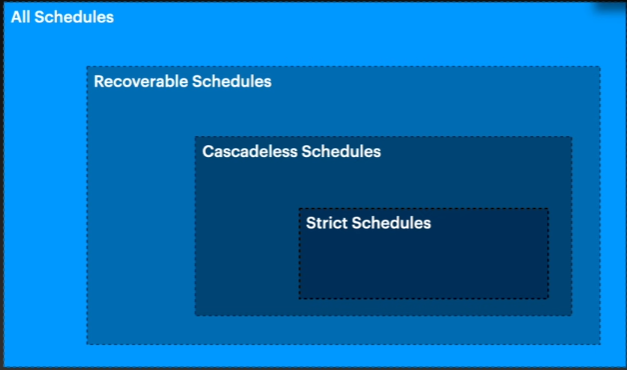 All Schedules
Recoverable Schedules
Cascadeless Schedules
Strict Schedules